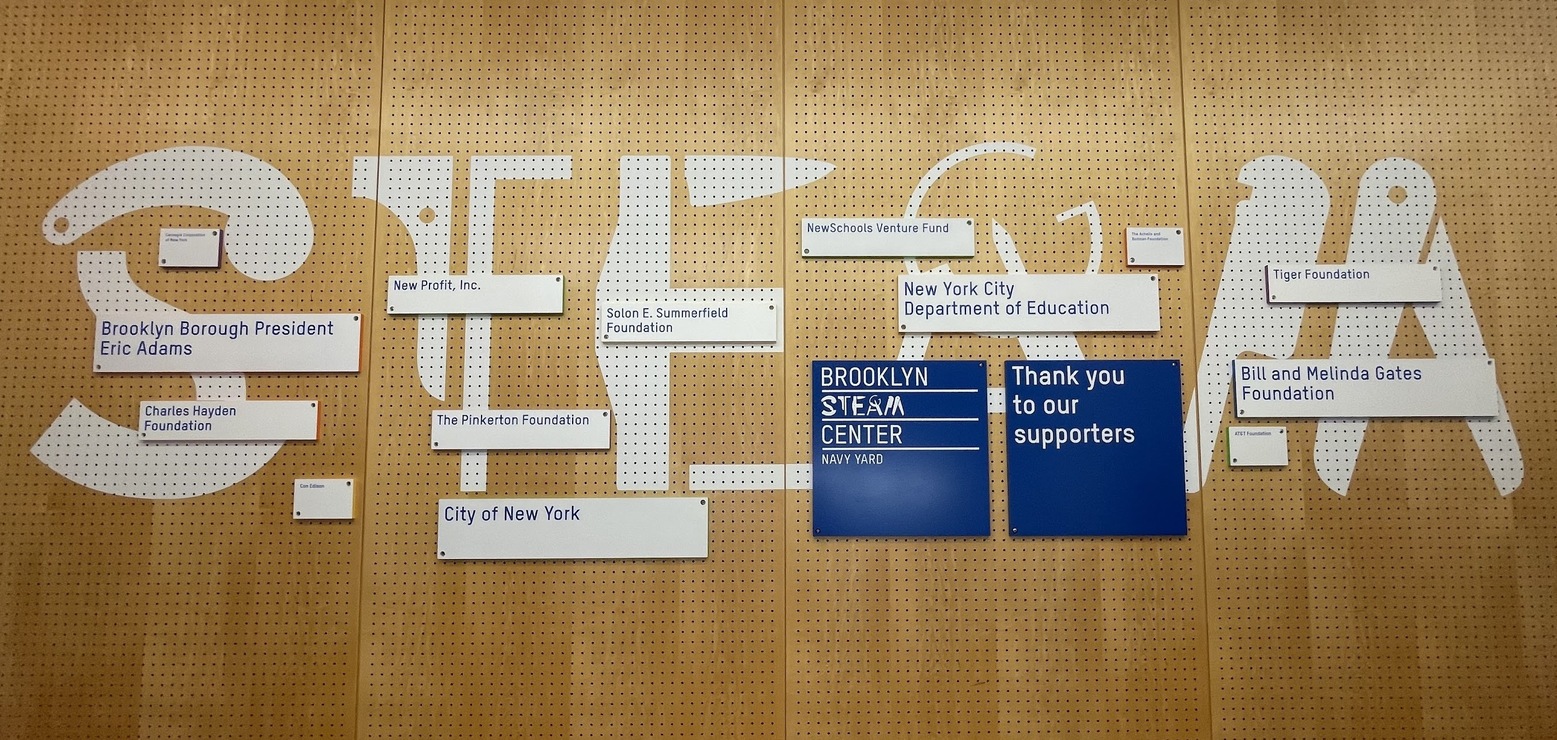 STEAM
Carnegie Corporation
of New York
Brooklyn Borough President
Eric Adams
Charles Hayden
Foundation
Con Edison
New Profit, Inc.
The Pinkerton Foundation
City of New York
Solon E. Summerfield
Foundation
NewSchools Venture Fund
New York City
Department of Education
BROOKLYN
STEAM
CENTER
NAVY YARD
Thank you
to our
supporters
The
Foundation
Tiger Foundation
Bill and Melinda Gates
Foundation
AT&T Foundation